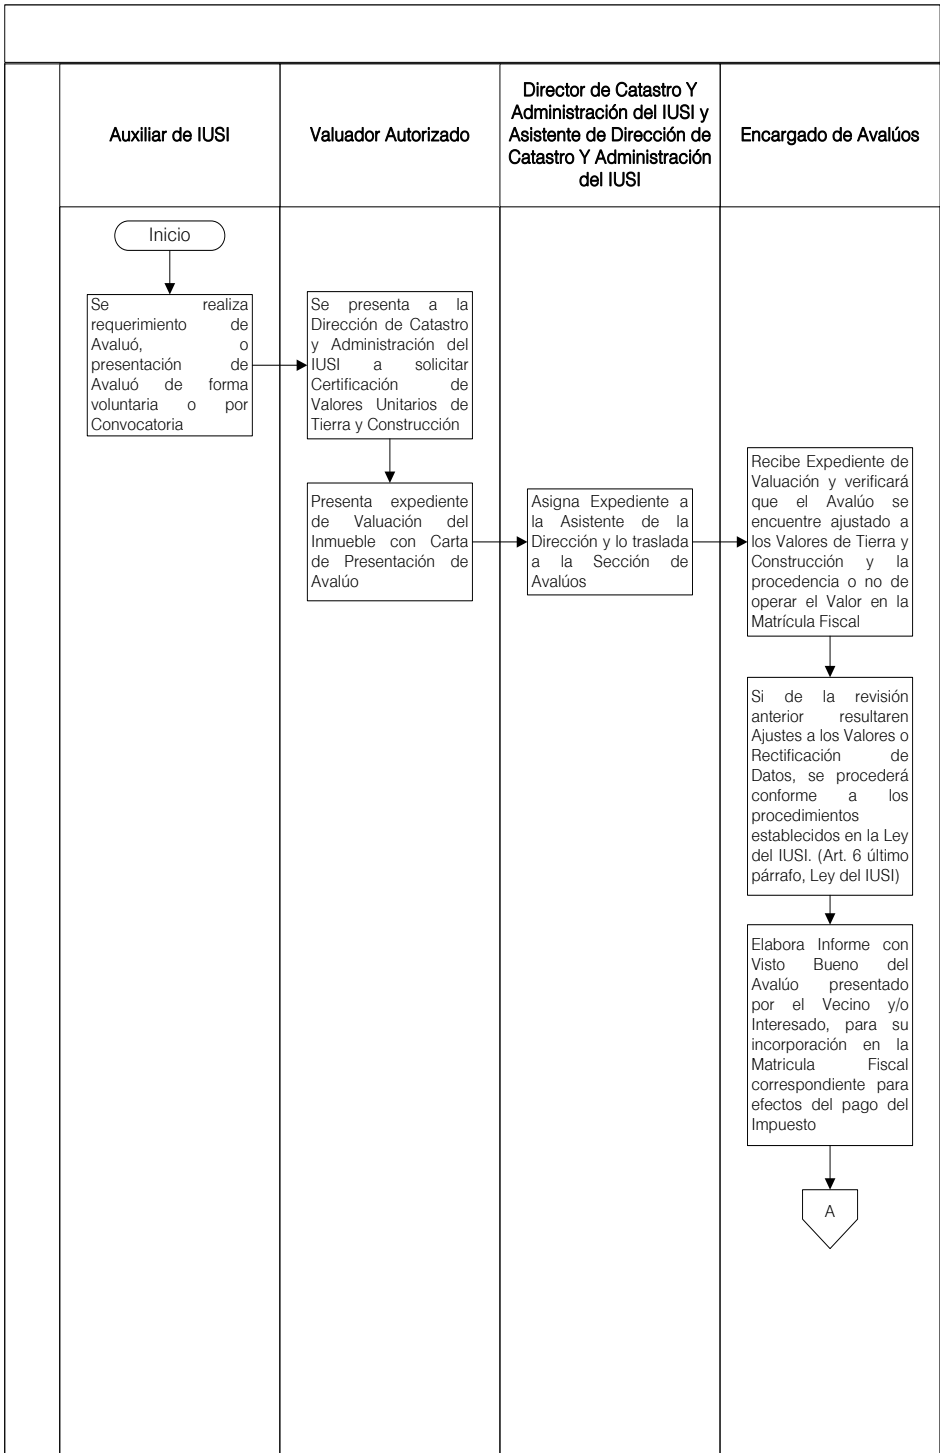 Auxiliar de IUSI
Valuador Autorizado
Director de Catastro Y
Administración del IUSI y
Asistente de Dirección de
Catastro Y Administración
del IUSI
Encargado de Avalúos
Inicio
Se realiza
requerimiento de
Avaluó, o
presentación de
Avaluó de forma
voluntaria o por
Convocatoria
Se presenta a la
Dirección de Catastro
y Administración del
IUSI a solicitar
Certificación de
Valores Unitarios de
Tierra y Construcción
Presenta expediente
de Valuación del
Inmueble con Carta
de Presentación de
Avalúo
Asigna Expediente a
la Asistente de la
Dirección y lo traslada
a la Sección de
Avalúos
Recibe Expediente de
Valuación y verificará
que el Avalúo se
encuentre ajustado a
los Valores de Tierra y
Construcción y la
procedencia o no de
operar el Valor en la
Matrícula Fiscal
Si de la revisión
anterior resultaren
Ajustes a los Valores o
Rectificación de
Datos, se procederá
conforme a los
procedimientos
establecidos en la Ley
del IUSI. (Art. 6 último
párrafo, Ley del IUSI)
Elabora Informe con
Visto Bueno del
Avalúo presentado
por el Vecino y/o
Interesado, para su
incorporación en la
Matricula Fiscal
correspondiente para
efectos del pago del
Impuesto
A